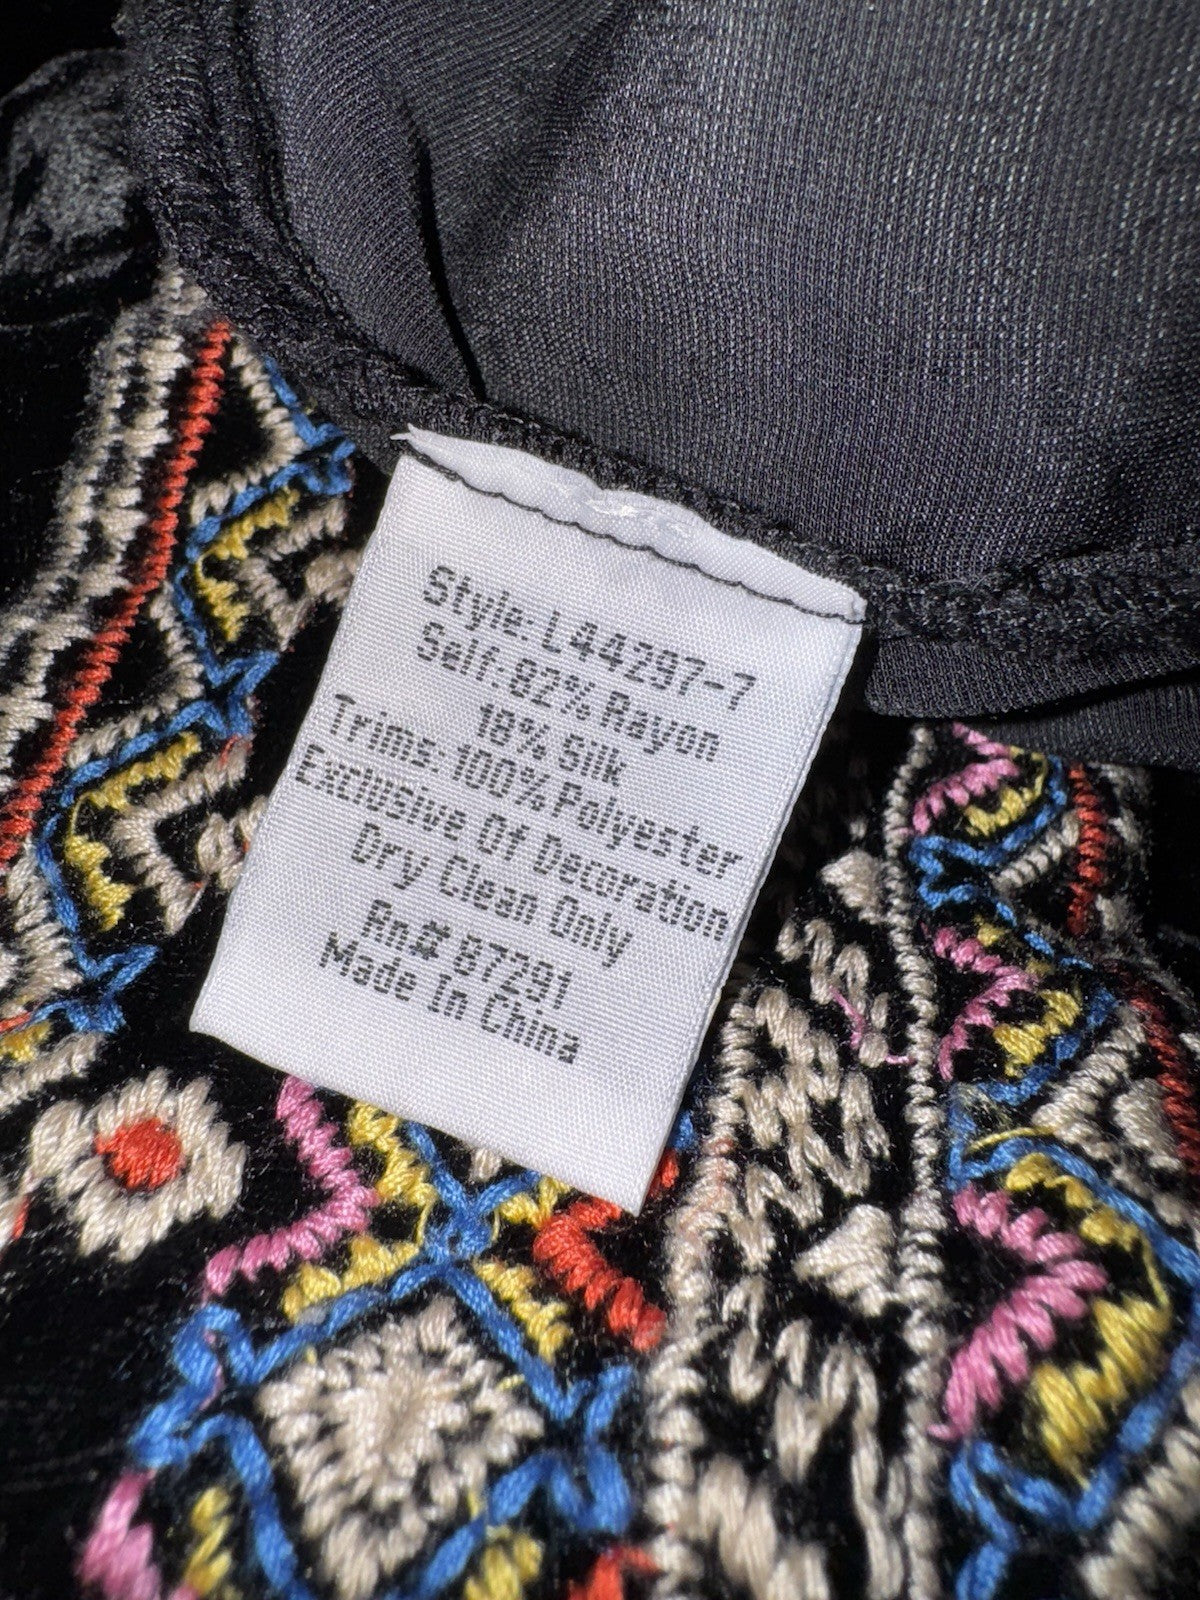 Style: L44297-7
Self: 82% Rayon
18% Silk
Trims: 100% Polyester
Exclusive Of Decoration
Dry Clean Only
Rn# 87291
Made In China